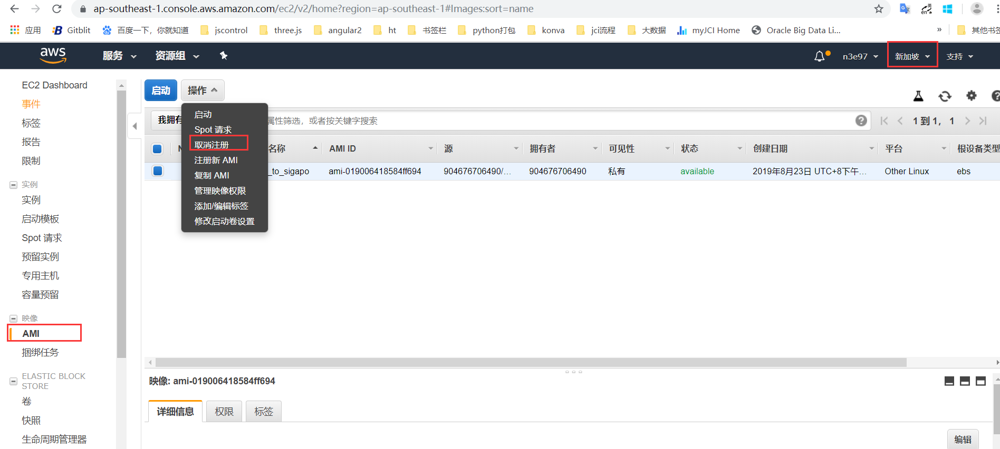 ap-southeast-1.console.aws.amazon.com/ec2/v2/home?region=ap-southeast-1#Images:sort=name
应用 Gitblit 百度一下，你就知道 jscontrol three.js angular2 ht 书签栏 python打包 konva jci流程 大数据 myJCI Home Oracle Big Data Li... » 其他书签
aws 服务 资源组 n3e97 新加坡 支持
EC2 Dashboard
事件
标签
报告
限制
实例
实例
启动模板
Spot 请求
预留实例
专用主机
容量预留
映像
AMI
捆绑任务
ELASTIC BLOCK
STORE
卷
快照
生命周期管理器
启动 操作
启动
Spot 请求
取消注册
注册新 AMI
复制 AMI
管理映像权限
添加/编辑标签
修改启动卷设置
我拥有 属性筛选，或者按关键字搜索 1 到 1， 1
名称 AMI ID 源 拥有者 可见性 状态 创建日期 平台 根设备类型
_to_sigapo ami-019006418584ff694 904676706490/... 904676706490 私有 available 2019年8月23日 UTC+8下午... Other Linux ebs
映像: ami-019006418584ff694
详细信息 权限 标签
编辑